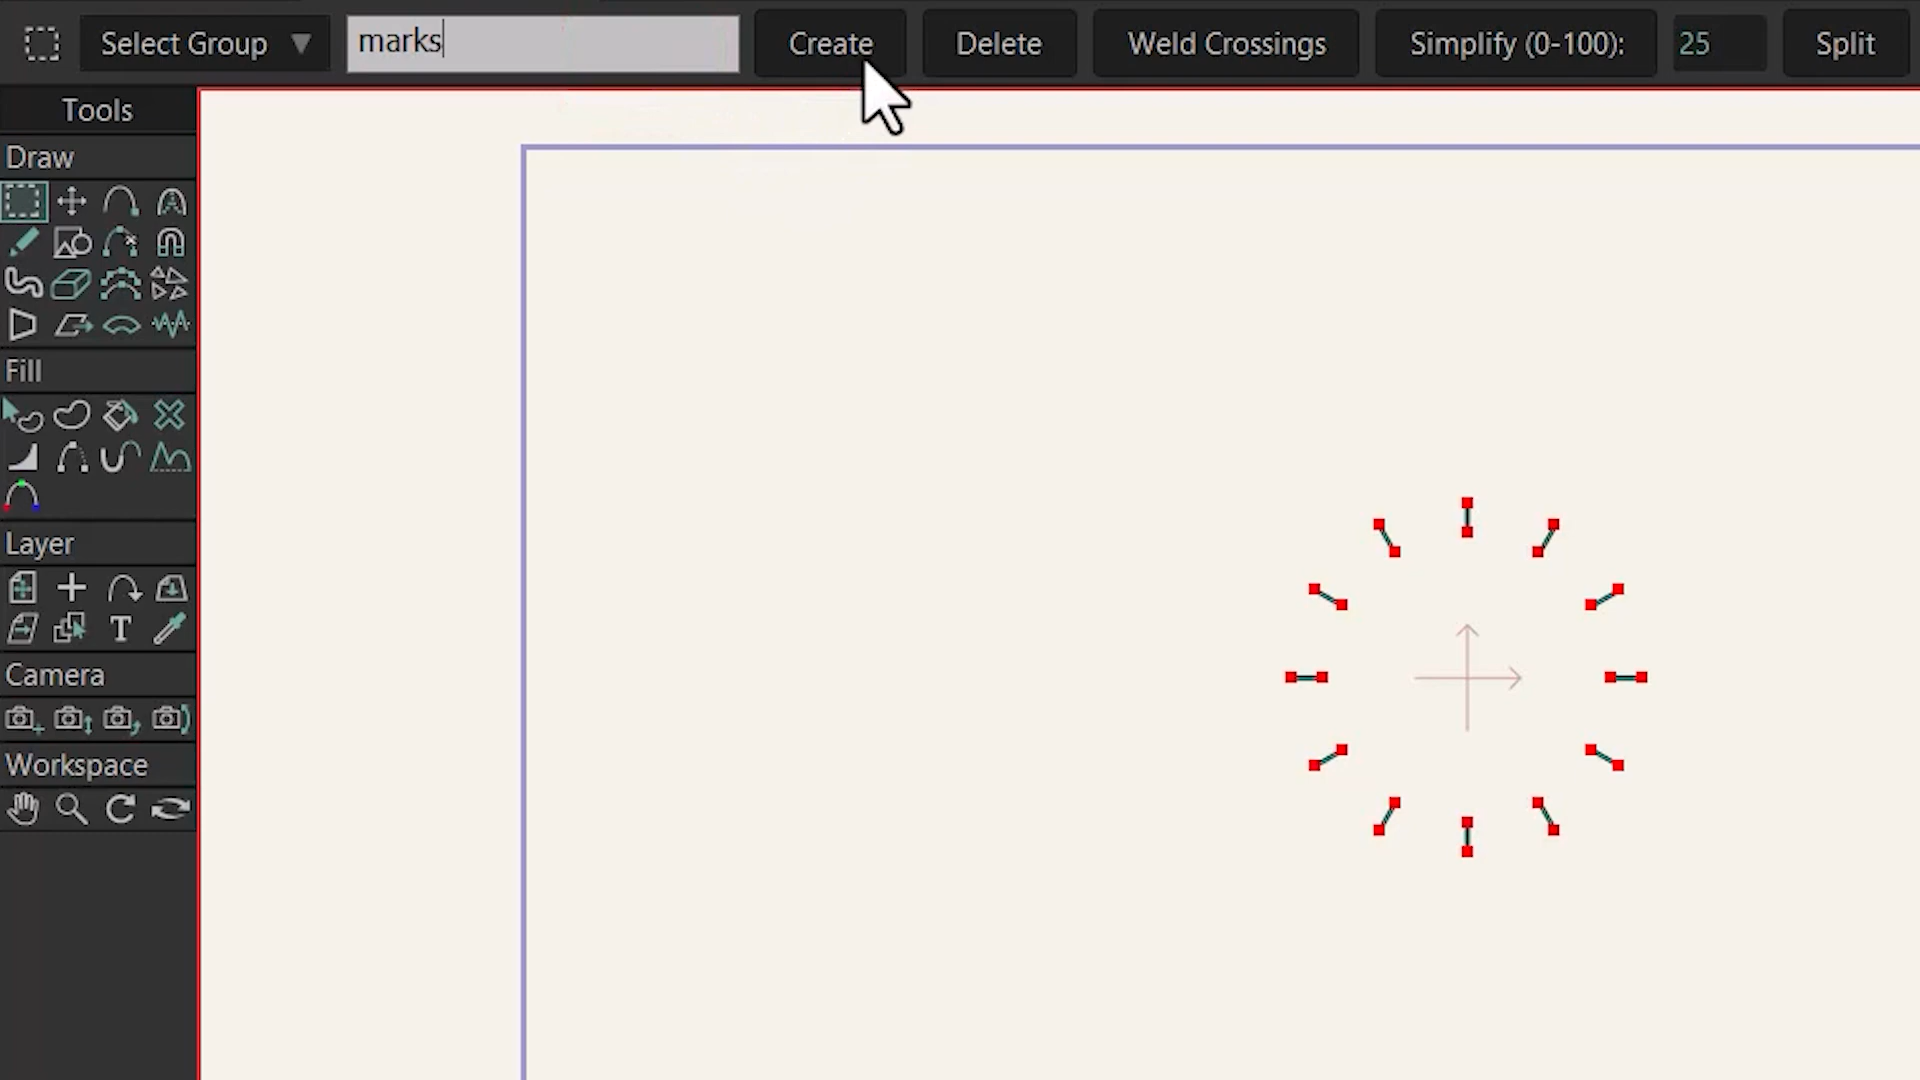 Select Group marks Create Delete Weld Crossings Simplify (0-100): 25 Split
Tools
Draw
Fill
Layer
T
Camera
Workspace